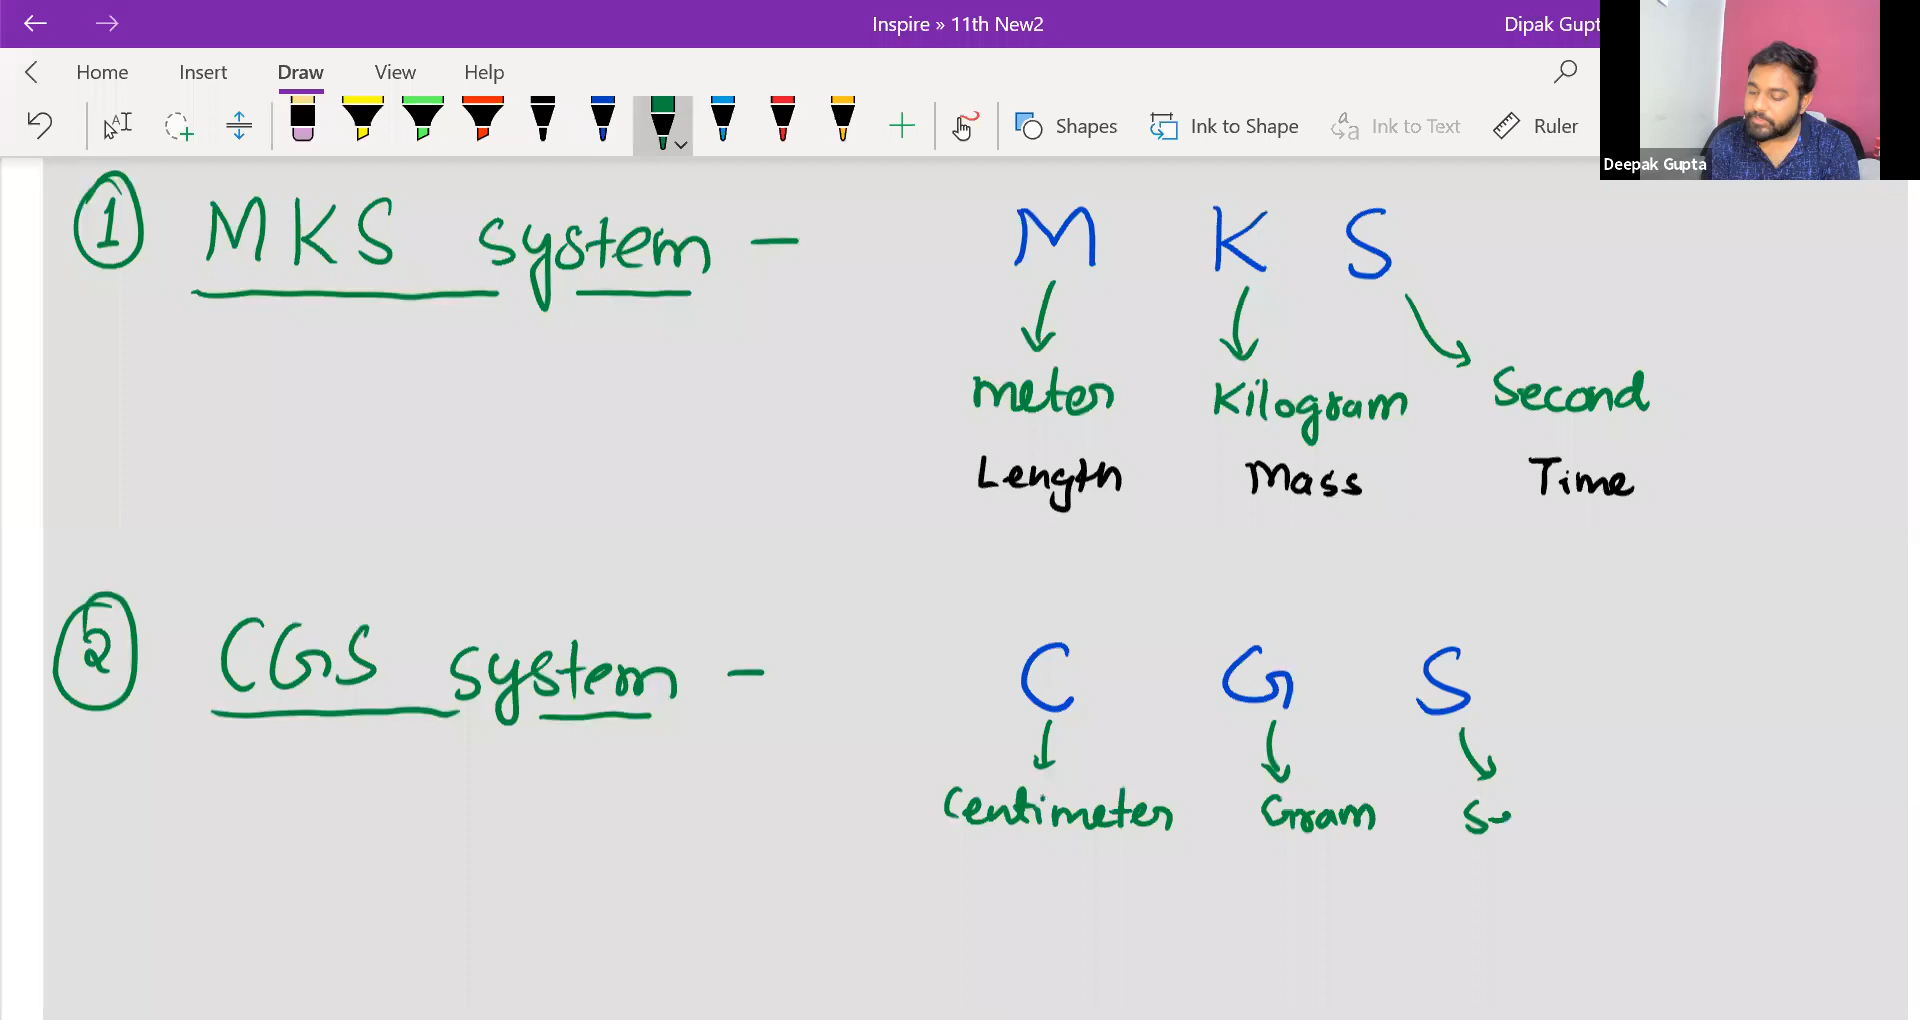 Inspire » 11th New2
Dipak Gupt
Home Insert Draw View Help
Shapes Ink to Shape Ink to Text Ruler
Deepak Gupta
1 MKS system - M K S
meter Kilogram Second
Length Mass Time
2 CGS system - C G S
Centimeter Gram S